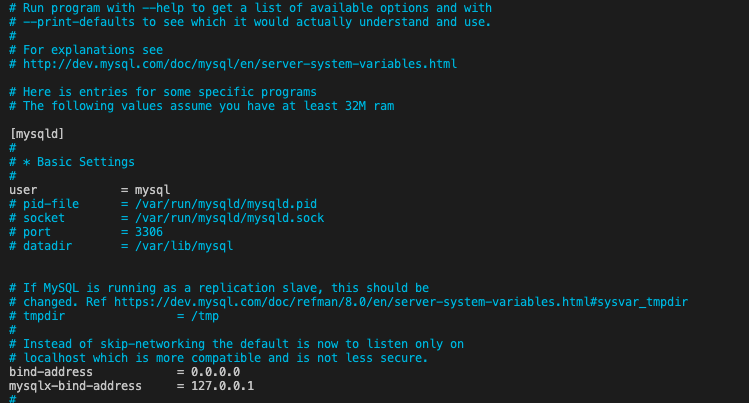 # Run program with --help to get a list of available options and with
# --print-defaults to see which it would actually understand and use.
#
# For explanations see
# http://dev.mysql.com/doc/mysql/en/server-system-variables.html

# Here is entries for some specific programs
# The following values assume you have at least 32M ram

[mysqld]
#
# * Basic Settings
#
user            = mysql
# pid-file      = /var/run/mysqld/mysqld.pid
# socket        = /var/run/mysqld/mysqld.sock
# port          = 3306
# datadir       = /var/lib/mysql


# If MySQL is running as a replication slave, this should be
# changed. Ref https://dev.mysql.com/doc/refman/8.0/en/server-system-variables.html#sysvar_tmpdir
# tmpdir                = /tmp
#
# Instead of skip-networking the default is now to listen only on
# localhost which is more compatible and is not less secure.
bind-address            = 0.0.0.0
mysqlx-bind-address     = 127.0.0.1
#